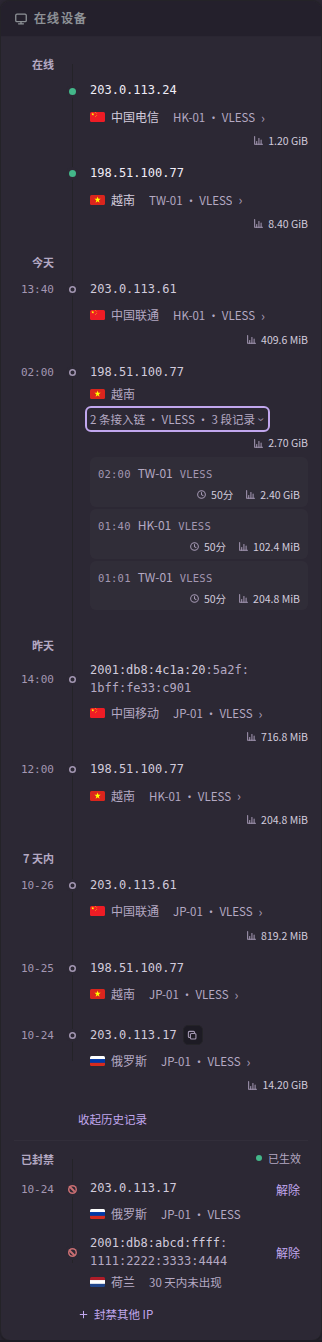 在线设备
在线
203.0.113.24
中国电信 HK-01 • VLESS ›
1.20 GiB
198.51.100.77
越南 TW-01 • VLESS ›
8.40 GiB
今天
13:40 203.0.113.61
中国联通 HK-01 • VLESS ›
409.6 MiB
02:00 198.51.100.77
越南
2 条接入链 • VLESS • 3 段记录
2.70 GiB
02:00 TW-01 VLESS
50分 2.40 GiB
01:40 HK-01 VLESS
50分 102.4 MiB
01:01 TW-01 VLESS
50分 204.8 MiB
昨天
2001:db8:4c1a:20:5a2f:
14:00
1bff:fe33:c901
中国移动 JP-01 • VLESS ›
716.8 MiB
12:00 198.51.100.77
越南 HK-01 • VLESS ›
204.8 MiB
7 天内
10-26 203.0.113.61
中国联通 JP-01 • VLESS ›
819.2 MiB
10-25 198.51.100.77
越南 JP-01 • VLESS ›
10-24 203.0.113.17
俄罗斯 JP-01 • VLESS ›
14.20 GiB
收起历史记录
已封禁 已生效
10-24 203.0.113.17 解除
俄罗斯 JP-01 • VLESS
2001:db8:abcd:ffff:
1111:2222:3333:4444 解除
荷兰 30 天内未出现
+ 封禁其他 IP